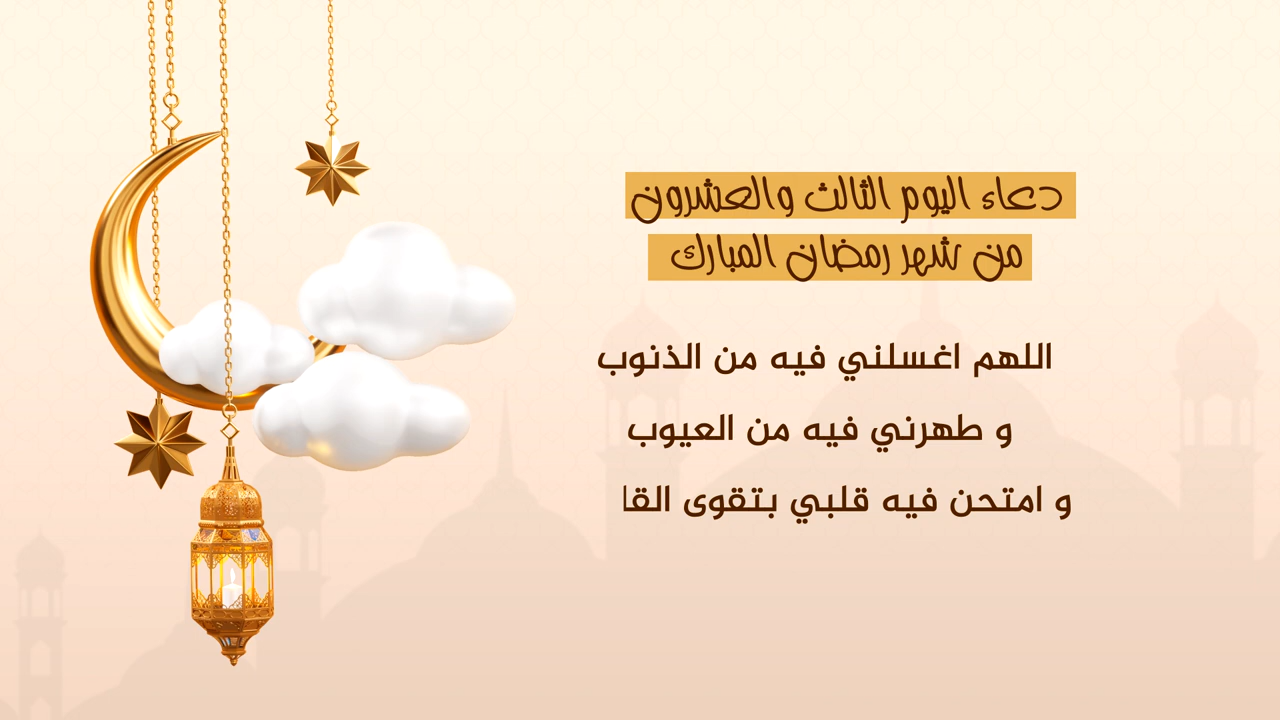 دعاء اليوم الثالث والعشرون
من شهر رمضان المبارك
اللهم اغسلني فيه من الذنوب
و طهرني فيه من العيوب
و امتحن فيه قلبي بتقوى